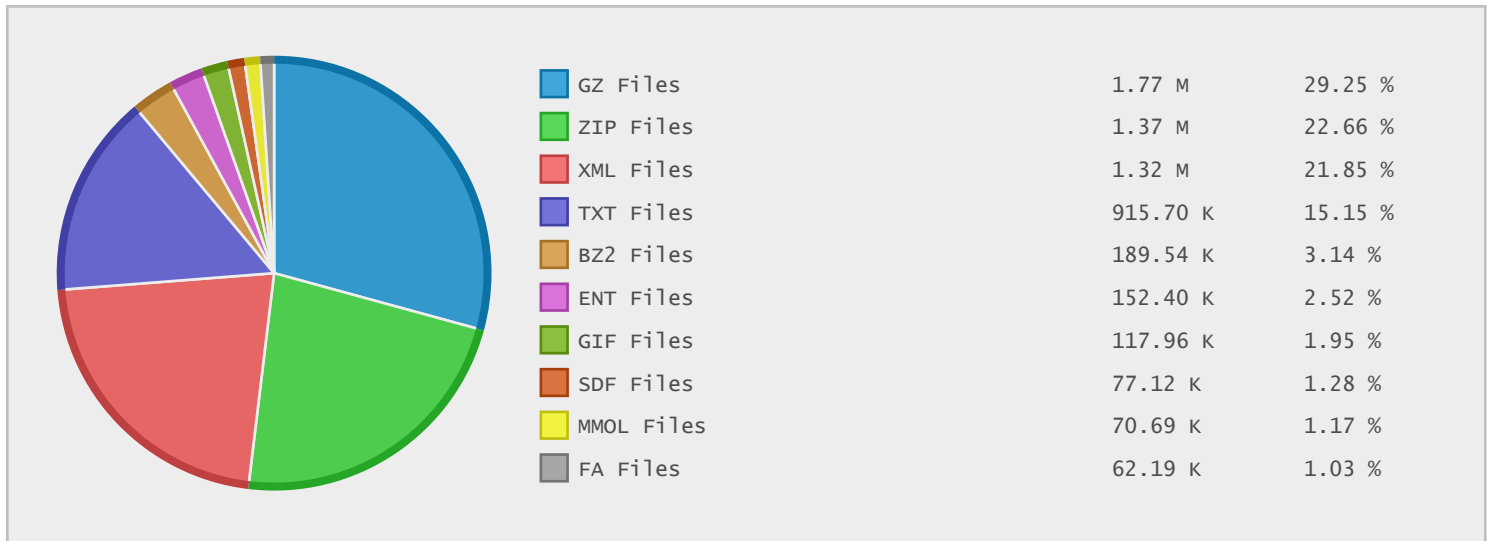 GZ Files 1.77 M 29.25 %
ZIP Files 1.37 M 22.66 %
XML Files 1.32 M 21.85 %
TXT Files 915.70 K 15.15 %
BZ2 Files 189.54 K 3.14 %
ENT Files 152.40 K 2.52 %
GIF Files 117.96 K 1.95 %
SDF Files 77.12 K 1.28 %
MMOL Files 70.69 K 1.17 %
FA Files 62.19 K 1.03 %